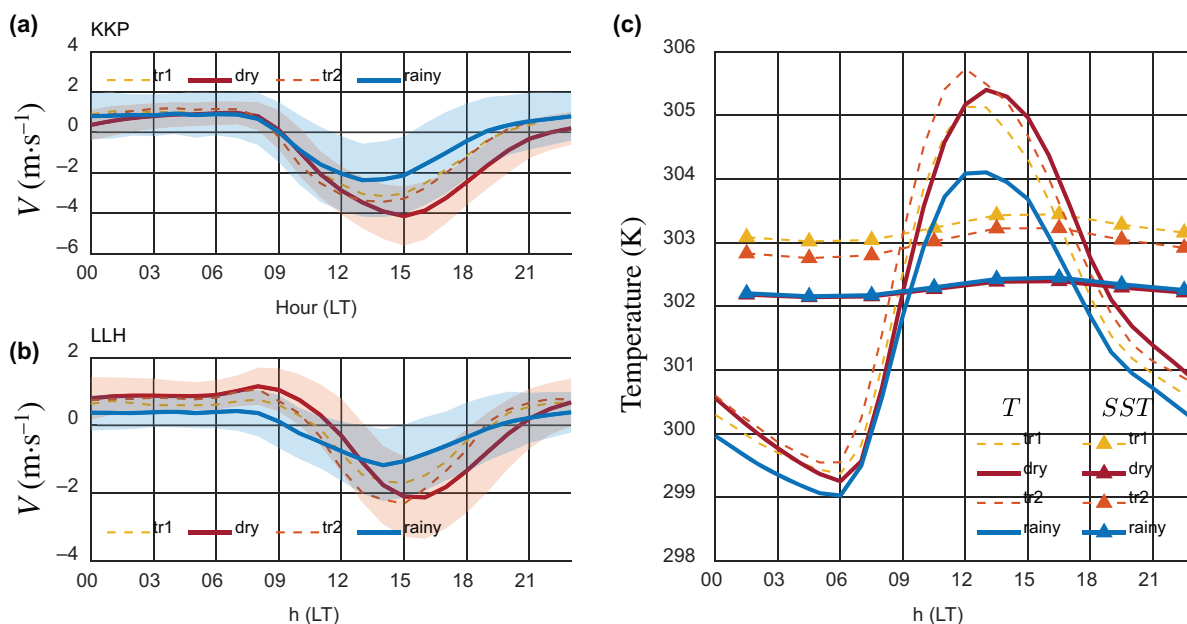 (a)
KKP
V (m·s⁻¹)
4
2
0
−2
−4
−6
tr1 dry tr2 rainy
00 03 06 09 12 15 18 21
Hour (LT)
(b)
LLH
V (m·s⁻¹)
2
0
−2
−4
tr1 dry tr2 rainy
00 03 06 09 12 15 18 21
h (LT)
(c)
Temperature (K)
306
305
304
303
302
301
300
299
298
T SST
tr1 tr1
dry dry
tr2 tr2
rainy rainy
00 03 06 09 12 15 18 21
h (LT)